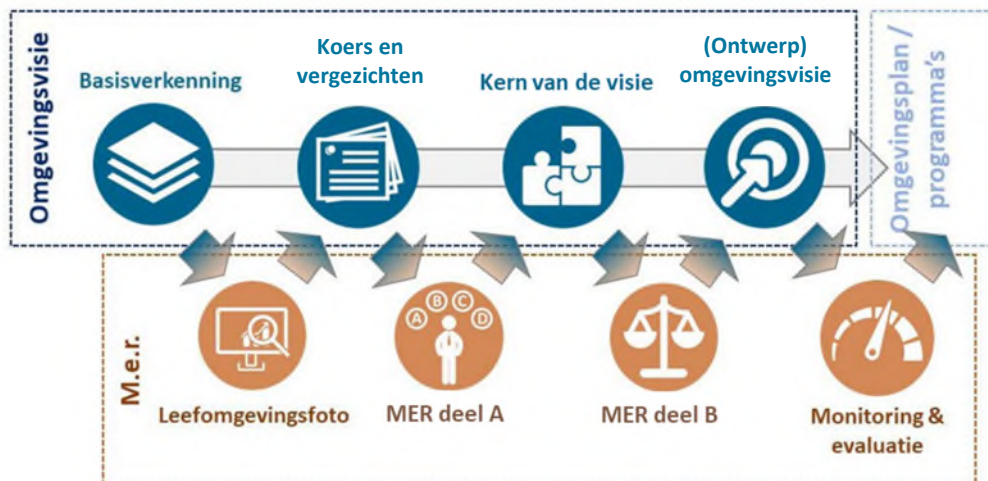 Omgevingsvisie
Basisverkenning
Koers en
vergezichten
Kern van de visie
(Ontwerp)
omgevingsvisie
Omgevingsplan /
programma's
M.e.r.
Leefomgevingsfoto
A
B
C
D
MER deel A
MER deel B
Monitoring &
evaluatie